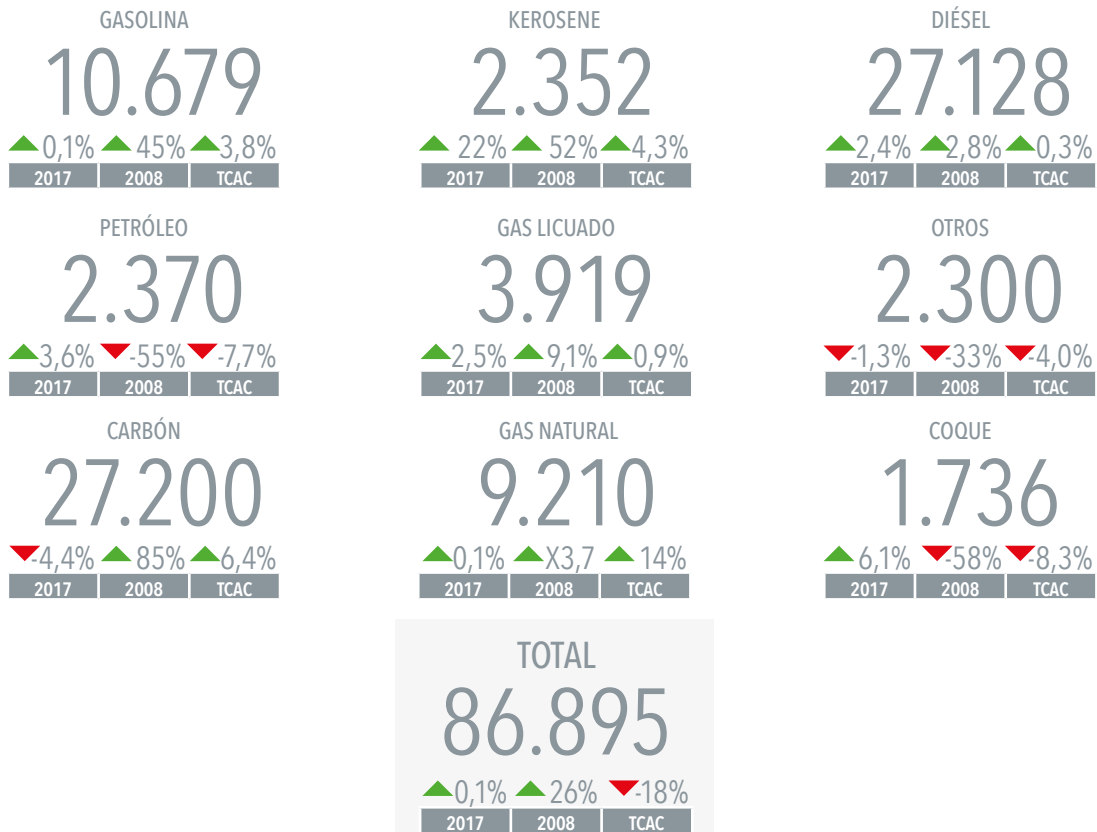 GASOLINA KEROSENE DIÉSEL
10.679 2.352 27.128
0,1% 45% 3,8% 22% 52% 4,3% 2,4% 2,8% 0,3%
2017 2008 TCAC 2017 2008 TCAC 2017 2008 TCAC
PETRÓLEO GAS LICUADO OTROS
2.370 3.919 2.300
3,6% -55% -7,7% 2,5% 9,1% 0,9% -1,3% -33% -4,0%
2017 2008 TCAC 2017 2008 TCAC 2017 2008 TCAC
CARBÓN GAS NATURAL COQUE
27.200 9.210 1.736
-4,4% 85% 6,4% 0,1% X3,7 14% 6,1% -58% -8,3%
2017 2008 TCAC 2017 2008 TCAC 2017 2008 TCAC
TOTAL
86.895
0,1% 26% -18%
2017 2008 TCAC